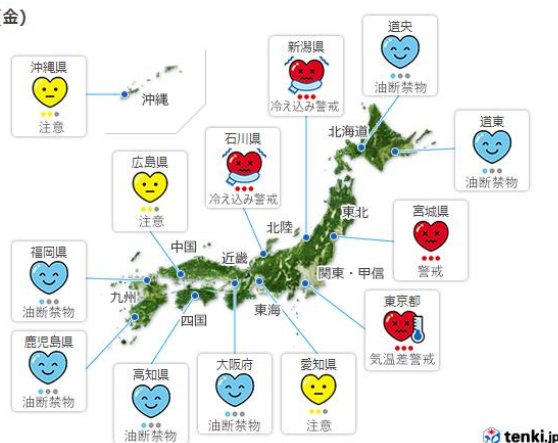 (金)
沖縄県
注意
沖縄
新潟県
冷え込み警戒
道央
油断禁物
北海道
道東
油断禁物
石川県
冷え込み警戒
広島県
注意
北陸
東北
宮城県
警戒
福岡県
油断禁物
中国
近畿
関東・甲信
九州
四国
東海
東京都
気温差警戒
鹿児島県
油断禁物
高知県
油断禁物
大阪府
油断禁物
愛知県
注意
tenki.jp